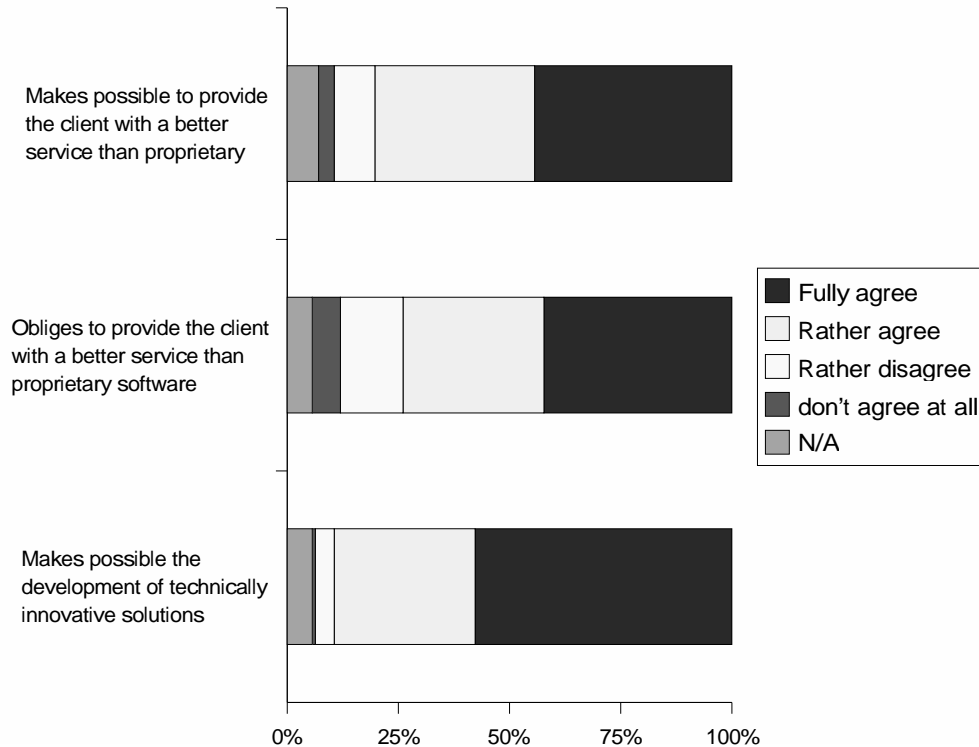 Makes possible to provide
the client with a better
service than proprietary
Obliges to provide the client
with a better service than
proprietary software
Makes possible the
development of technically
innovative solutions
0%
25%
50%
75%
100%
Fully agree
Rather agree
Rather disagree
don't agree at all
N/A